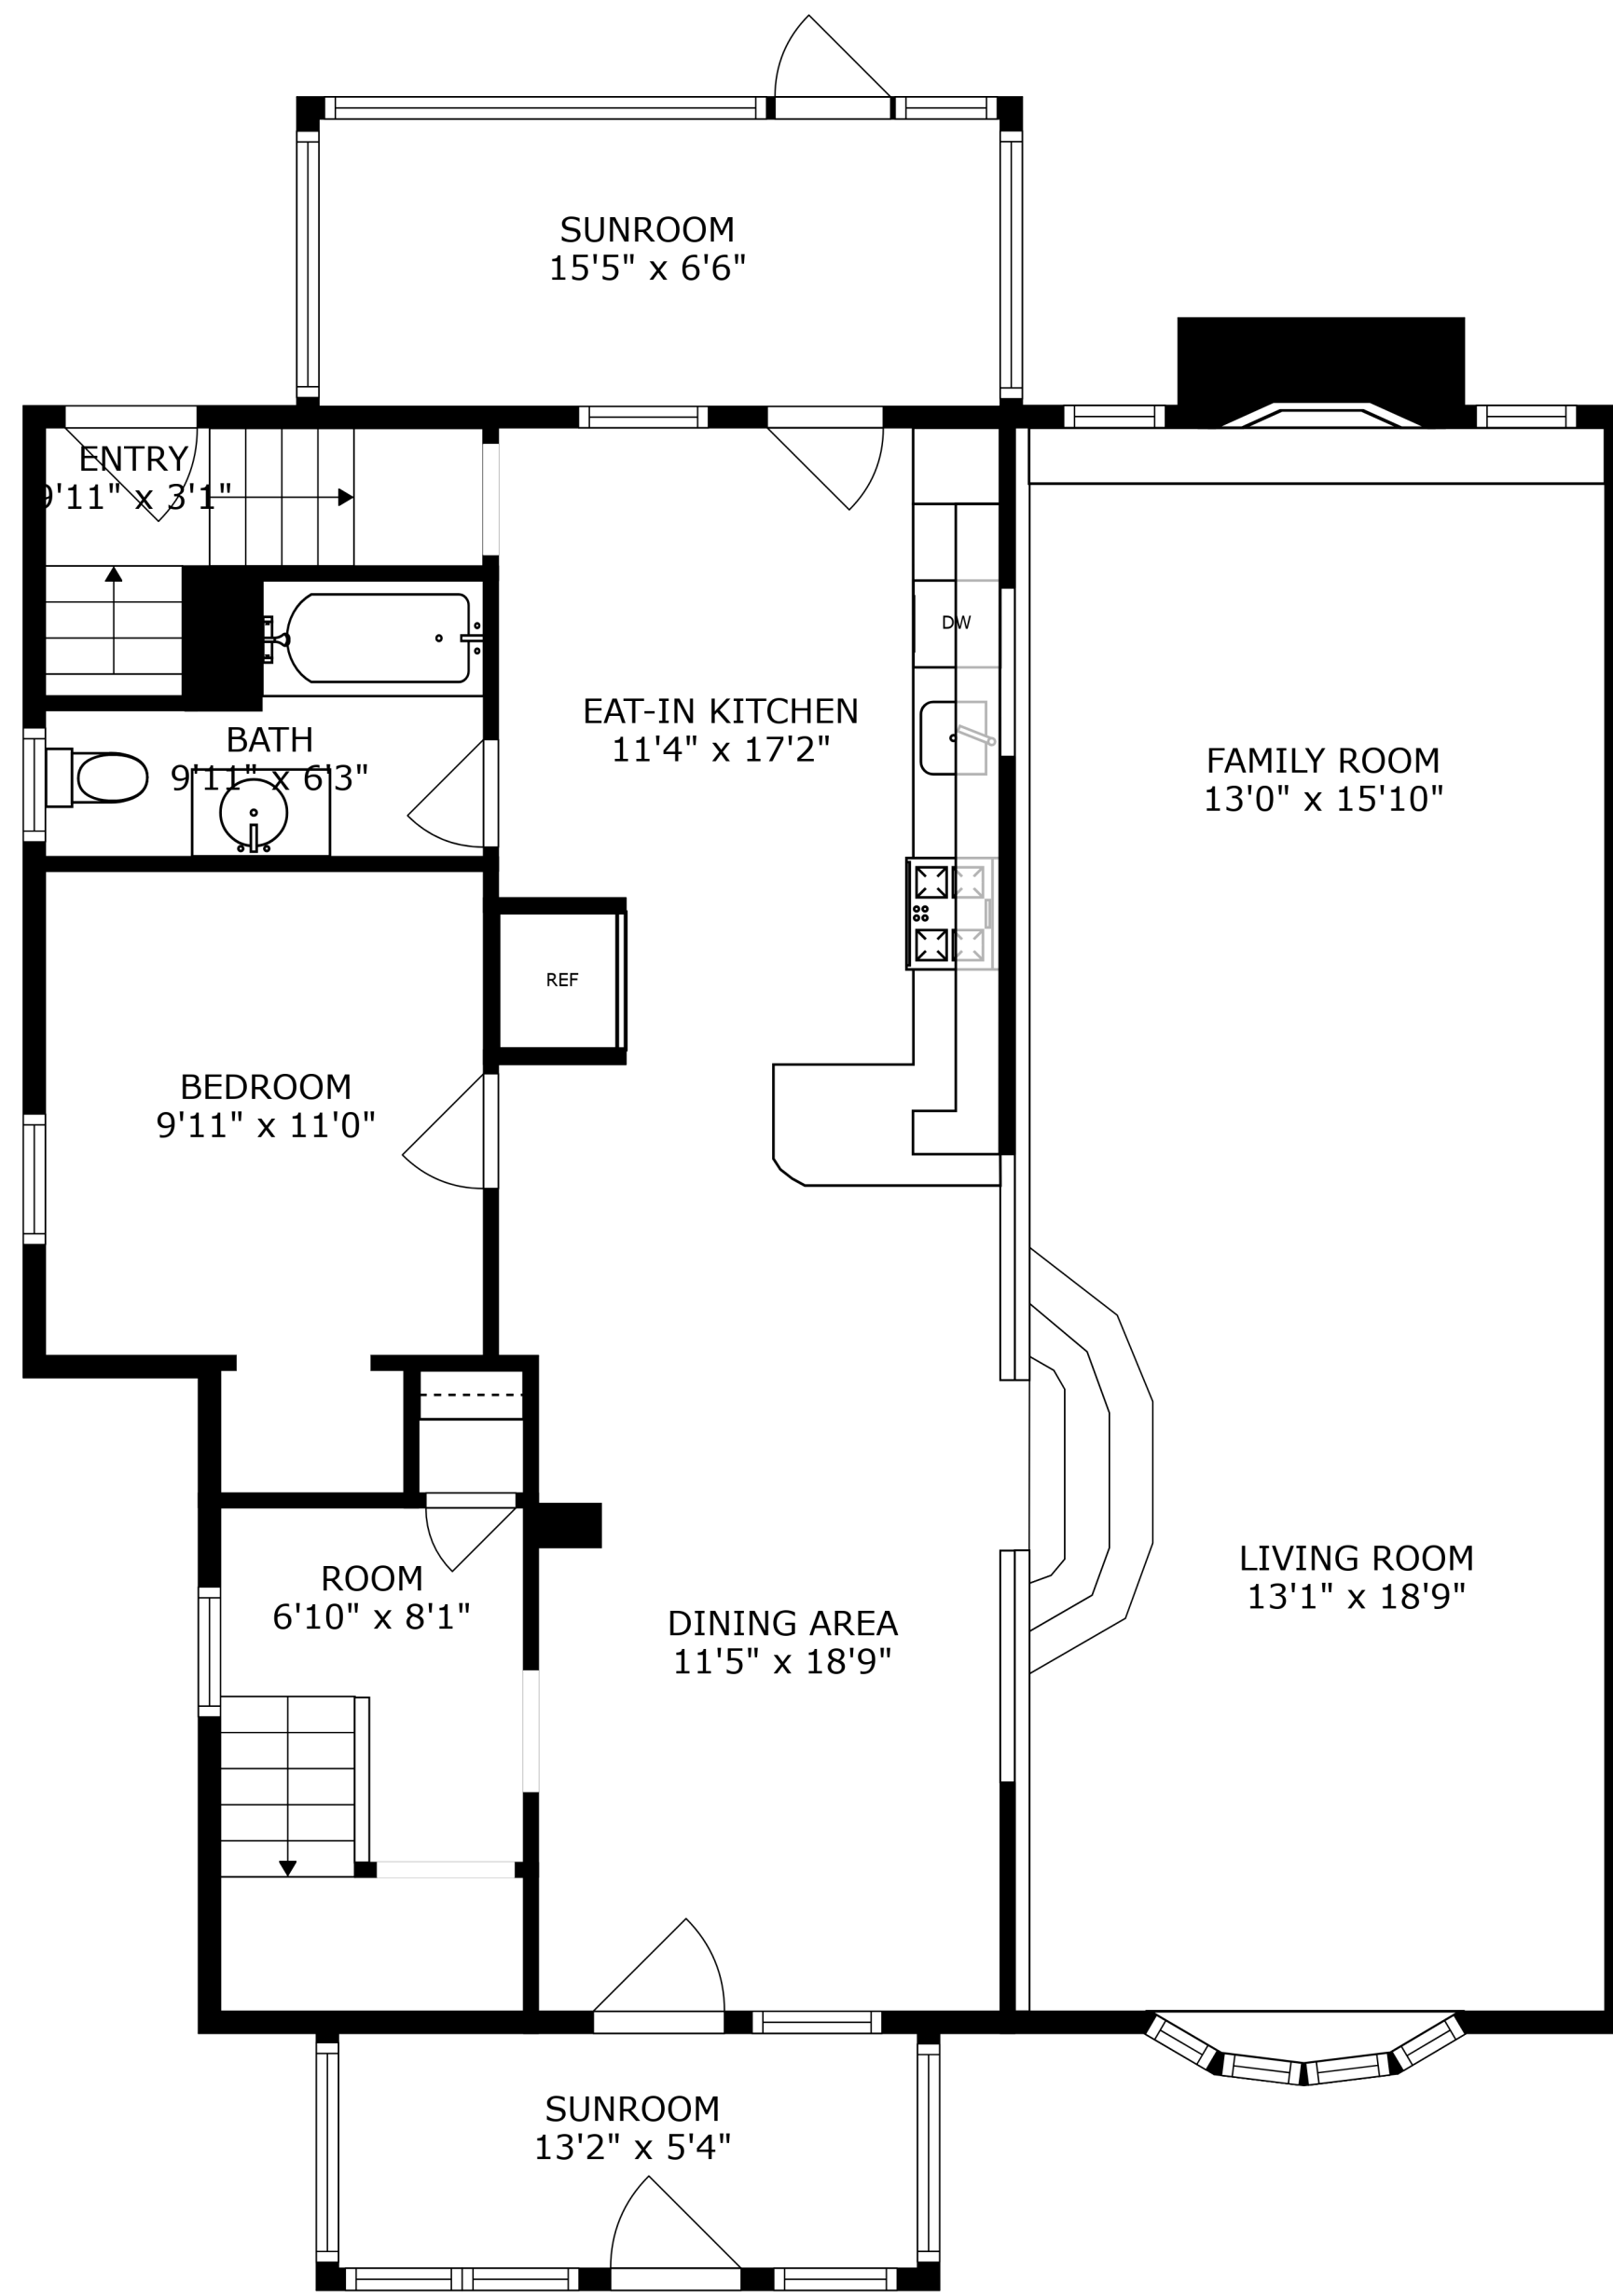 SUNROOM
15'5" x 6'6"
ENTRY
9'11" x 3'1"
DW
EAT-IN KITCHEN
11'4" x 17'2"
BATH
9'11" x 6'3"
FAMILY ROOM
13'0" x 15'10"
REF
BEDROOM
9'11" x 11'0"
ROOM
6'10" x 8'1"
LIVING ROOM
13'1" x 18'9"
DINING AREA
11'5" x 18'9"
SUNROOM
13'2" x 5'4"